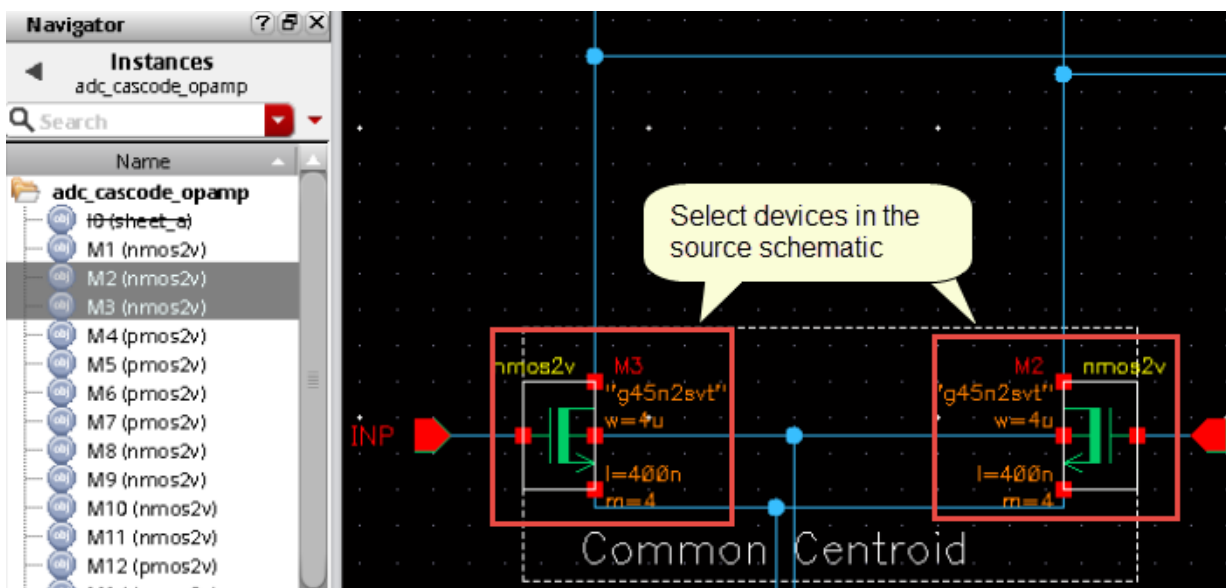 Navigator
Instances
adc_cascode_opamp
Search
Name
adc_cascode_opamp
I0 (sheet_a)
M1 (nmos2v)
M2 (nmos2v)
M3 (nmos2v)
M4 (pmos2v)
M5 (pmos2v)
M6 (pmos2v)
M7 (pmos2v)
M8 (nmos2v)
M9 (nmos2v)
M10 (nmos2v)
M11 (nmos2v)
M12 (pmos2v)
Select devices in the
source schematic
nmos2v M3
"g45n2svt"
w=4u
INP
l=400n
m=4
M2 nmos2v
"g45n2svt"
w=4u
l=400n
m=4
Common Centroid